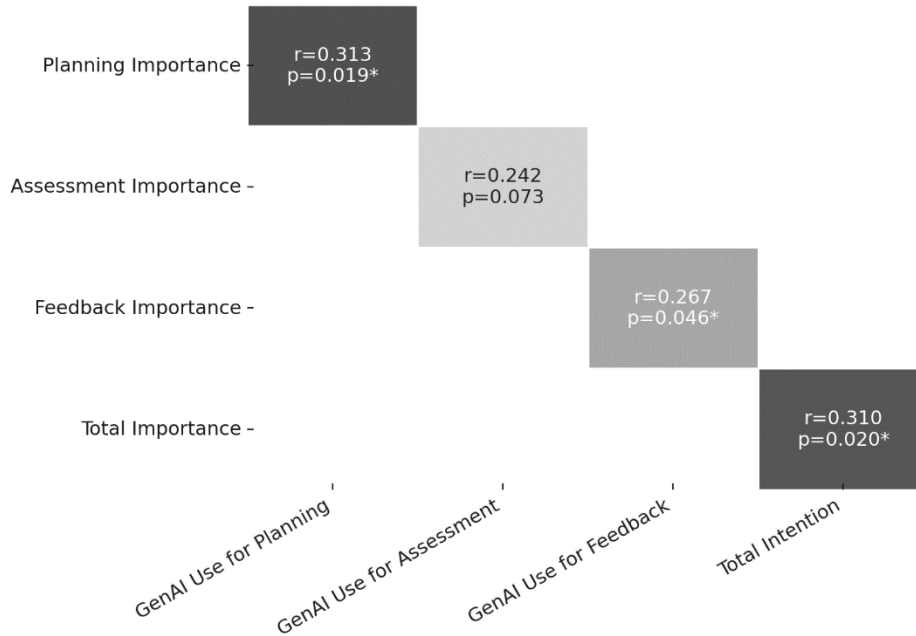 Planning Importance
r=0.313
p=0.019*
Assessment Importance
r=0.242
p=0.073
Feedback Importance
r=0.267
p=0.046*
Total Importance
r=0.310
p=0.020*
GenAI Use for Planning
GenAI Use for Assessment
GenAI Use for Feedback
Total Intention